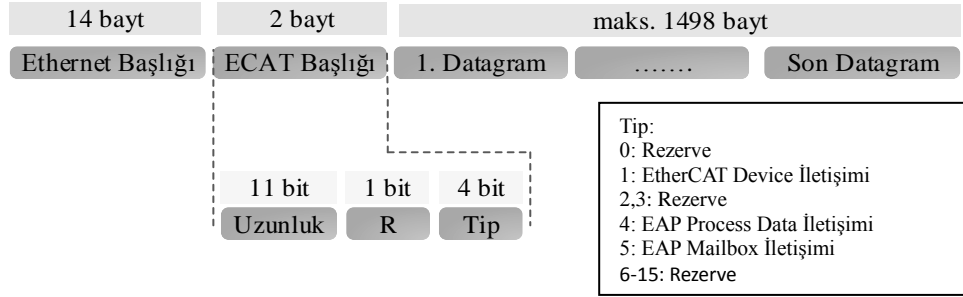 14 bayt 2 bayt maks. 1498 bayt
Ethernet Başlığı ECAT Başlığı 1. Datagram ……. Son Datagram
11 bit 1 bit 4 bit
Uzunluk R Tip
Tip:
0: Rezerve
1: EtherCAT Device İletişimi
2,3: Rezerve
4: EAP Process Data İletişimi
5: EAP Mailbox İletişimi
6-15: Rezerve